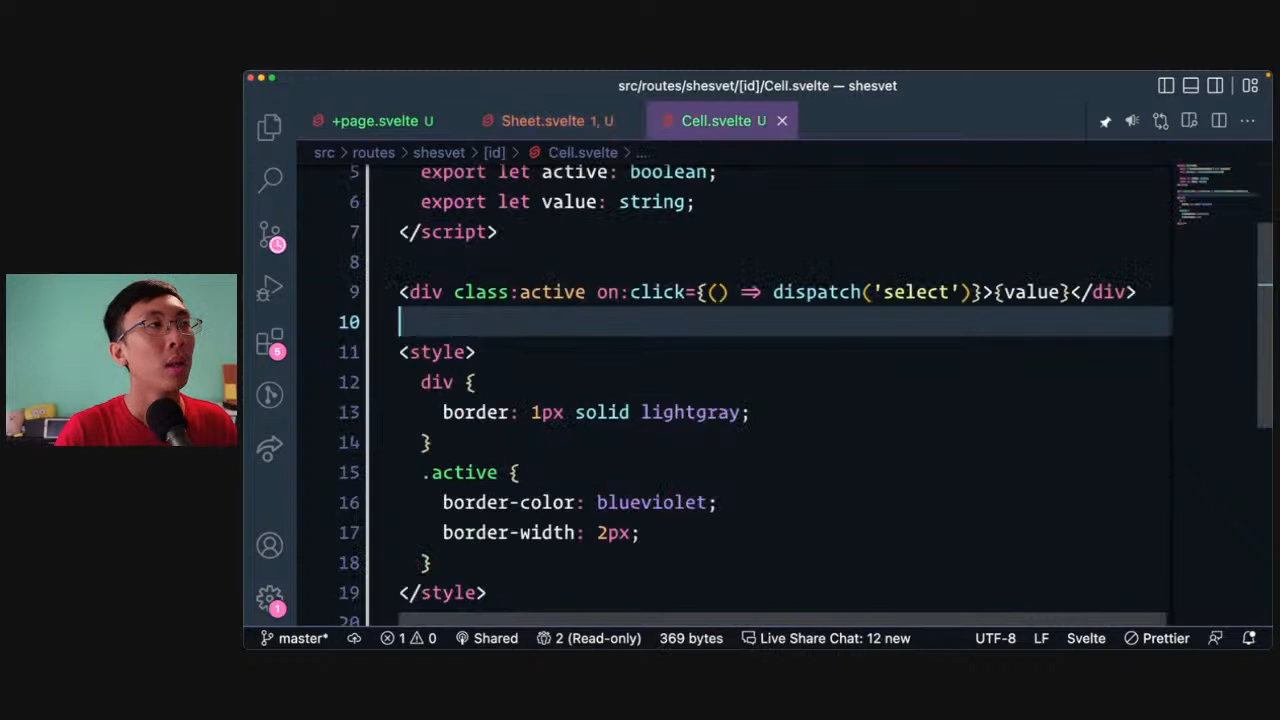 src/routes/shesvet/[id]/Cell.svelte — shesvet
+page.svelte U
Sheet.svelte 1, U
Cell.svelte U
src > routes > shesvet > [id] > Cell.svelte > ...
5 export let active: boolean;
6 export let value: string;
7 </script>
8
9 <div class:active on:click={() => dispatch('select')}>{value}</div>
10
11 <style>
12 div {
13 border: 1px solid lightgray;
14 }
15 .active {
16 border-color: blueviolet;
17 border-width: 2px;
18 }
19 </style>
20
5
1
master* 1 0 Shared 2 (Read-only) 369 bytes Live Share Chat: 12 new UTF-8 LF Svelte Prettier